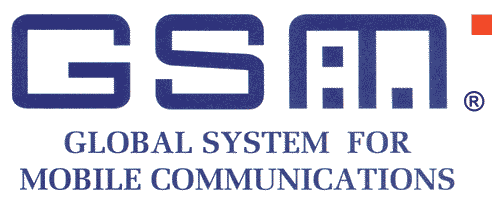 GSM ®
GLOBAL SYSTEM FOR
MOBILE COMMUNICATIONS